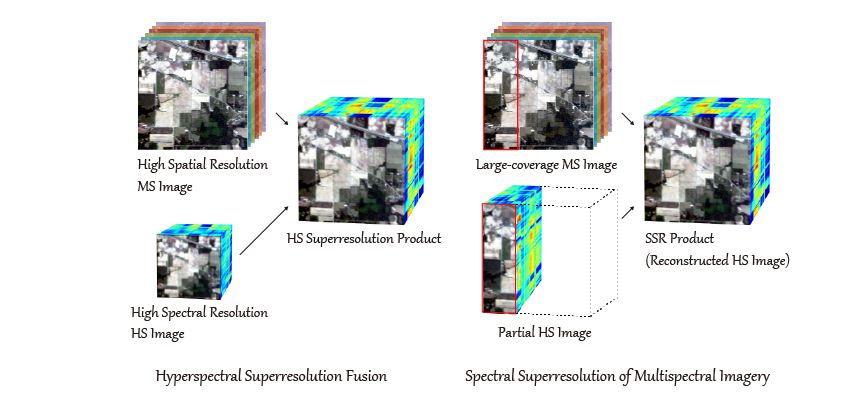 High Spatial Resolution
MS Image
HS Superresolution Product
High Spectral Resolution
HS Image
Hyperspectral Superresolution Fusion
Large-coverage MS Image
SSR Product
(Reconstructed HS Image)
Partial HS Image
Spectral Superresolution of Multispectral Imagery